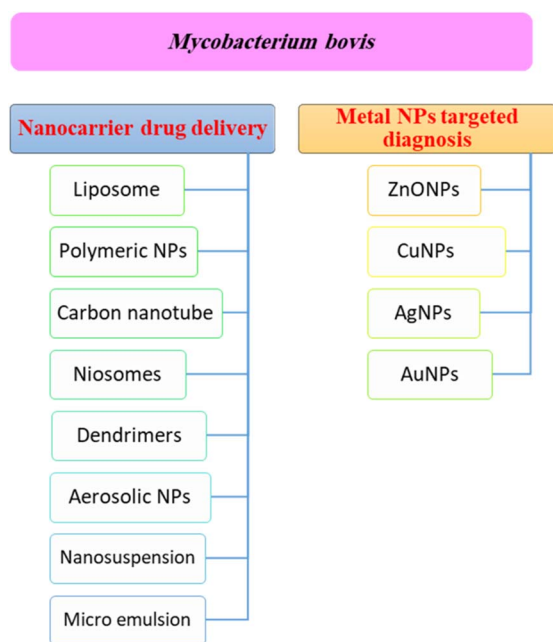 Mycobacterium bovis
Nanocarrier drug delivery
Liposome
Polymeric NPs
Carbon nanotube
Niosomes
Dendrimers
Aerosolic NPs
Nanosuspension
Micro emulsion
Metal NPs targeted
diagnosis
ZnONPs
CuNPs
AgNPs
AuNPs